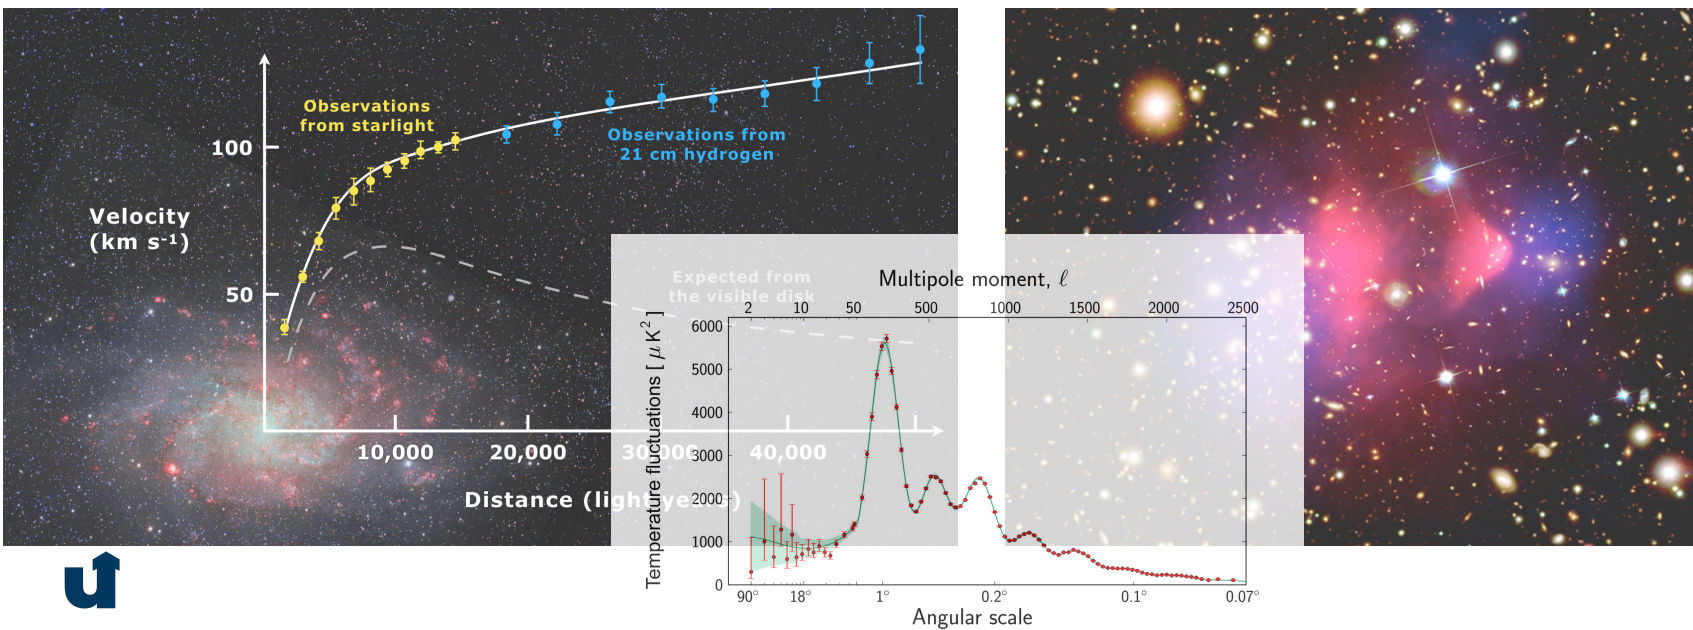 Observations
from starlight
100
Velocity
(km s-1)
50
Observations from
21 cm hydrogen
Expected from
the visible disk
10,000
20,000
30,000
40,000
Distance (light years)
Multipole moment, ℓ
2
10
50
500
1000
1500
2000
2500
Temperature fluctuations [ μK2 ]
6000
5000
4000
3000
2000
1000
0
90°
18°
1°
0.2°
0.1°
0.07°
Angular scale
u